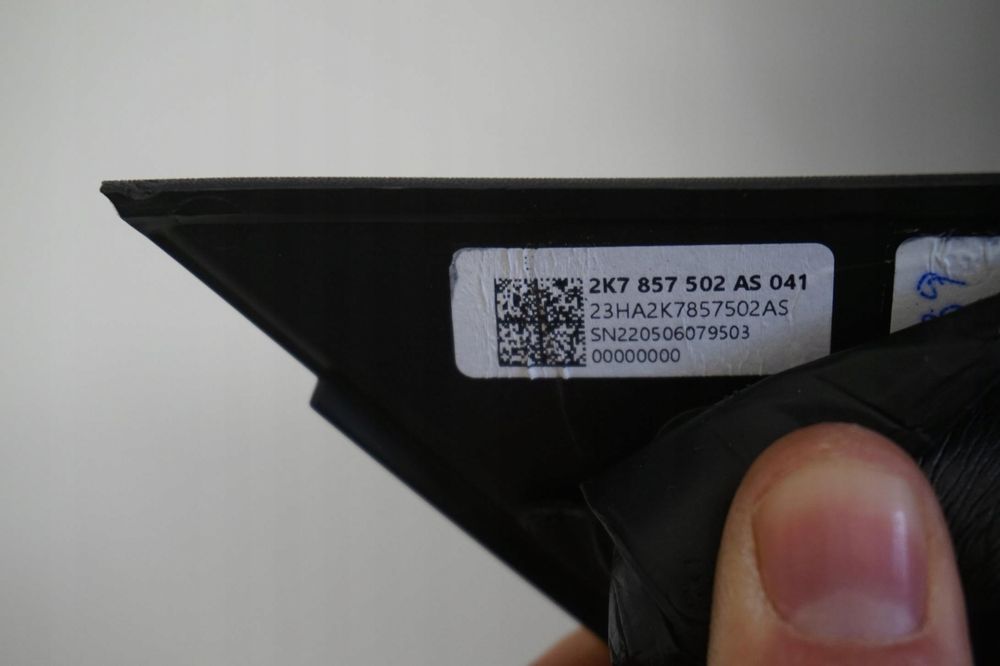 2K7 857 502 AS 041
23HA2K7857502AS
SN220506079503
00000000